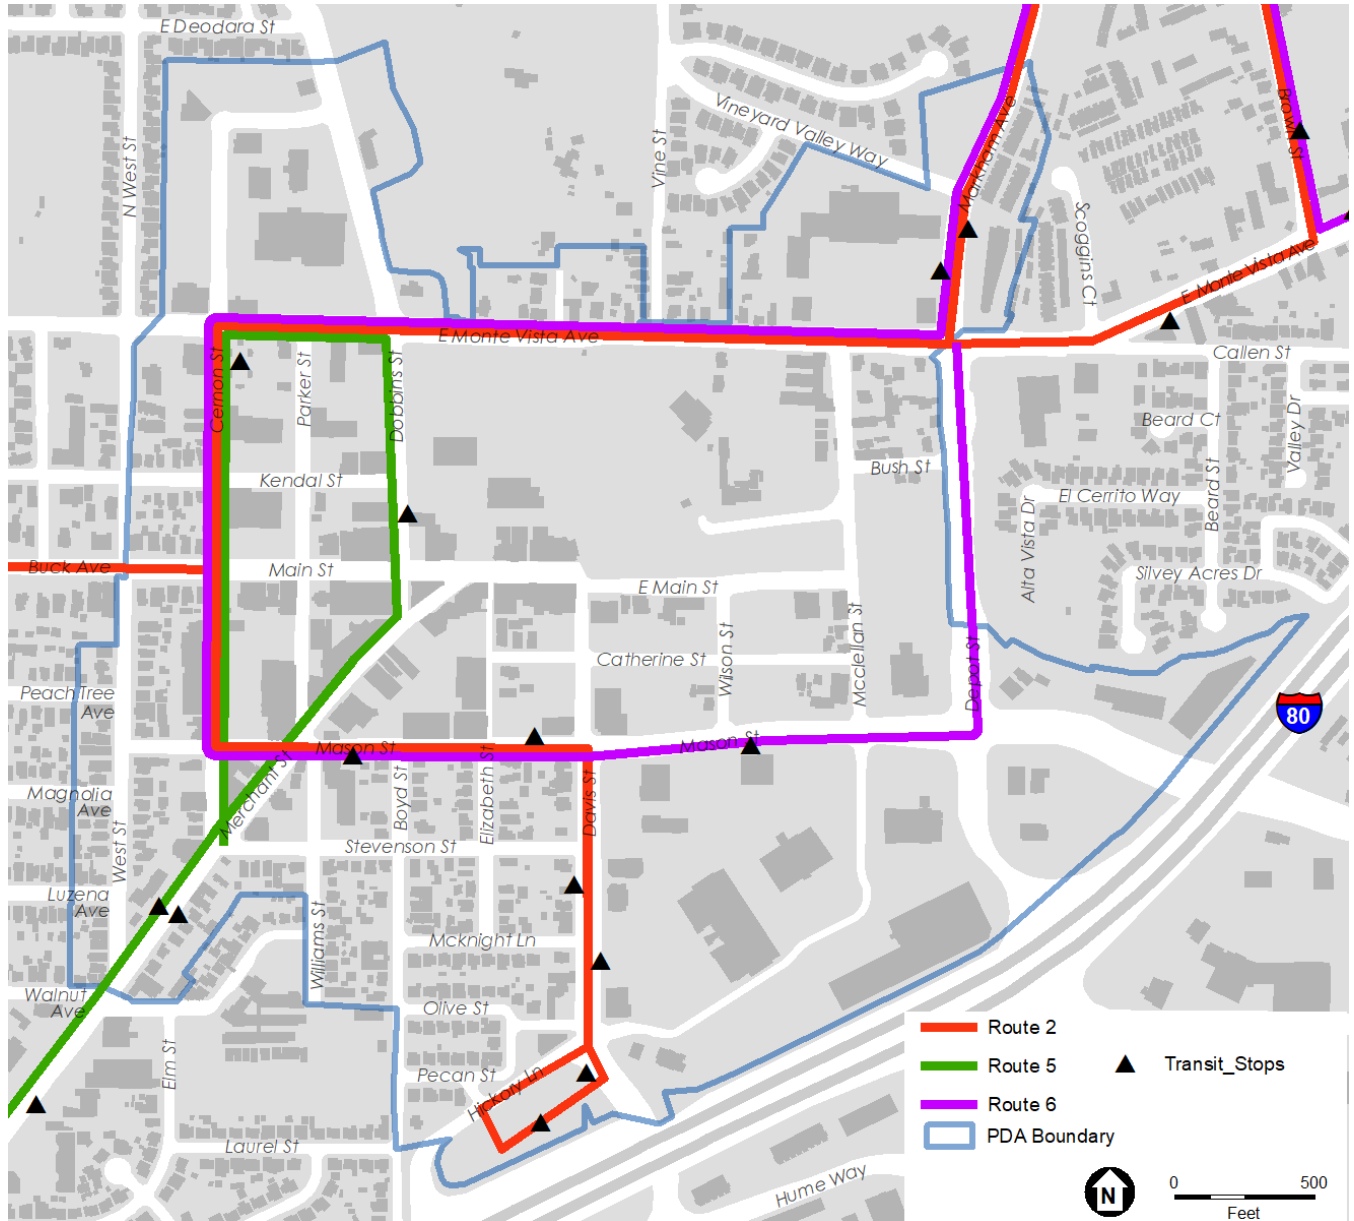 E Deodara St
N West St
Vine St
Vineyard Valley Way
Markham Ave
Brown St
Scoggins Ct
E Monte Vista Ave
E Monte Vista Ave
Callen St
Cernon St
Parker St
Dobbins St
Beard Ct
Valley Dr
Kendal St
Bush St
El Cerrito Way
Beard St
Alta Vista Dr
Buck Ave
Main St
E Main St
Silvey Acres Dr
Catherine St
Wilson St
Mcclellan St
Depot St
Peach Tree
Ave
80
Mason St
Mason St
Magnolia
Ave
Merchant St
Boyd St
Elizabeth St
Davis St
West St
Stevenson St
Luzena
Ave
Williams St
Mcknight Ln
Walnut
Ave
Olive St
Elm St
Pecan St
Hickory Ln
Laurel St
Hume Way
Route 2
Route 5
Transit_Stops
Route 6
PDA Boundary
N
0 500
Feet